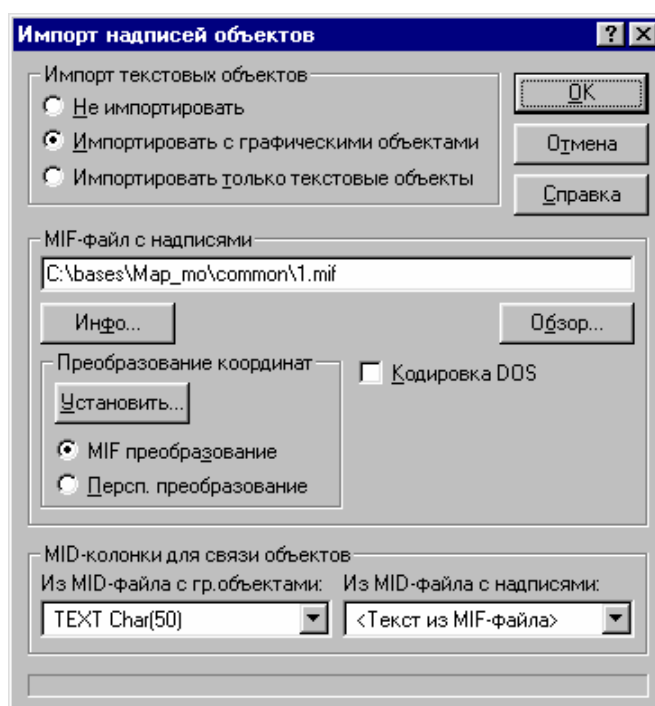 Импорт надписей объектов
Импорт текстовых объектов
Не импортировать
Импортировать с графическими объектами
Импортировать только текстовые объекты
OK
Отмена
Справка
MIF-файл с надписями
C:\bases\Map_mo\common\1.mif
Инфо...
Обзор...
Преобразование координат
Установить...
MIF преобразование
Персп. преобразование
Кодировка DOS
MID-колонки для связи объектов
Из MID-файла с гр.объектами: Из MID-файла с надписями:
TEXT Char(50) <Текст из MIF-файла>